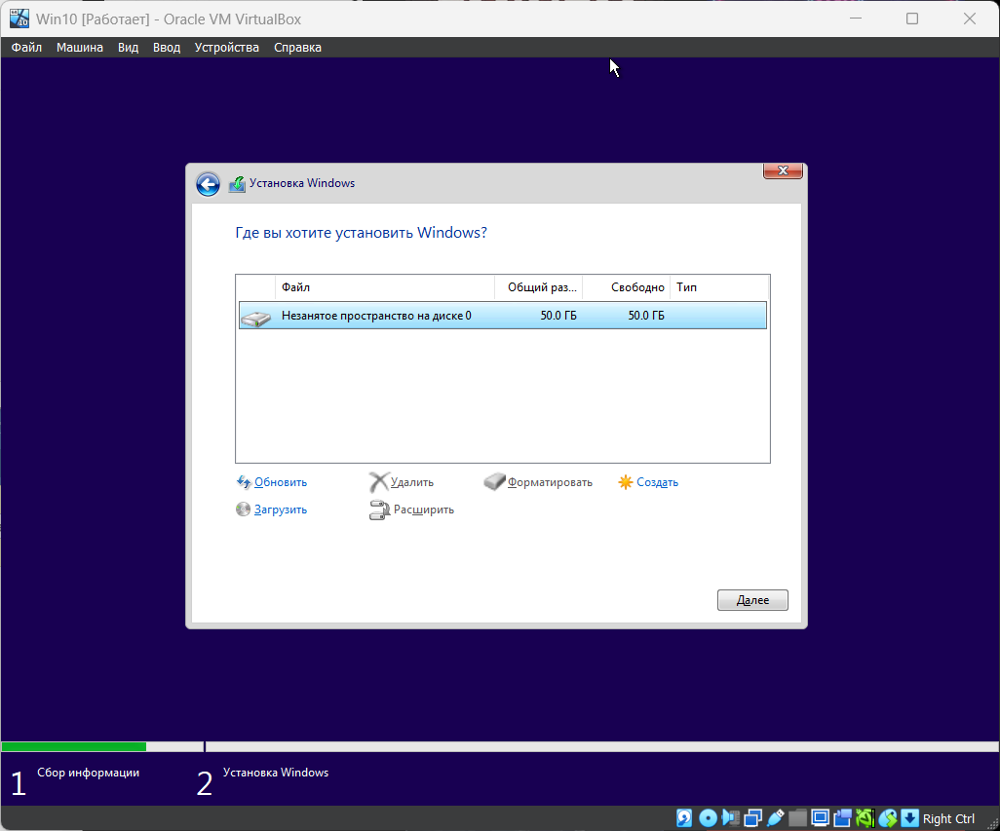 Win10 [Работает] - Oracle VM VirtualBox
Файл Машина Вид Ввод Устройства Справка
Установка Windows
Где вы хотите установить Windows?
Файл Общий раз... Свободно Тип
Незанятое пространство на диске 0 50.0 ГБ 50.0 ГБ
Обновить Удалить Форматировать Создать
Загрузить Расширить
Далее
1 Сбор информации 2 Установка Windows
Right Ctrl